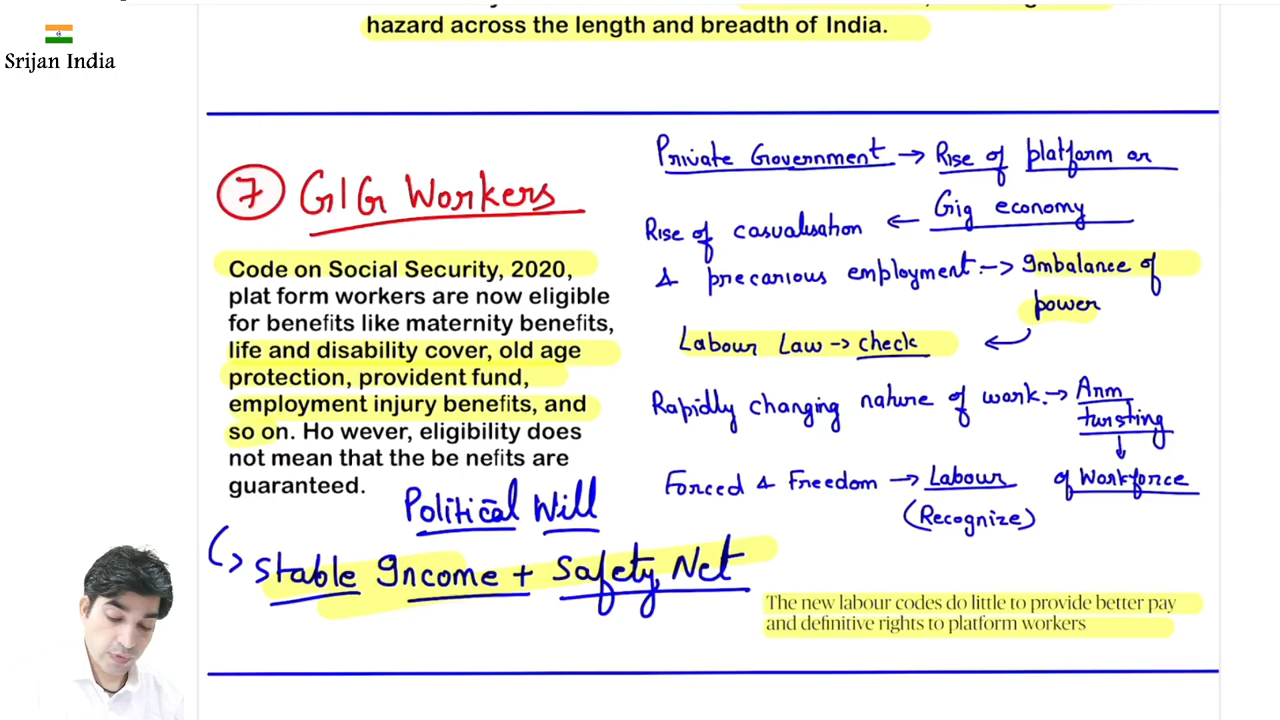 hazard across the length and breadth of India.
Srijan India
7 GIG Workers
Code on Social Security, 2020,
plat form workers are now eligible
for benefits like maternity benefits,
life and disability cover, old age
protection, provident fund,
employment injury benefits, and
so on. Ho wever, eligibility does
not mean that the be nefits are
guaranteed.
Political Will
Stable Income + Safety Net
Private Government → Rise of platform or
Gig economy
Rise of casualisation ←
& precarious employment. → Imbalance of
power
Labour Law → check ←
Rapidly changing nature of work. → Arm
twisting
↓
Forced & Freedom → Labour of Workforce
(Recognize)
The new labour codes do little to provide better pay
and definitive rights to platform workers